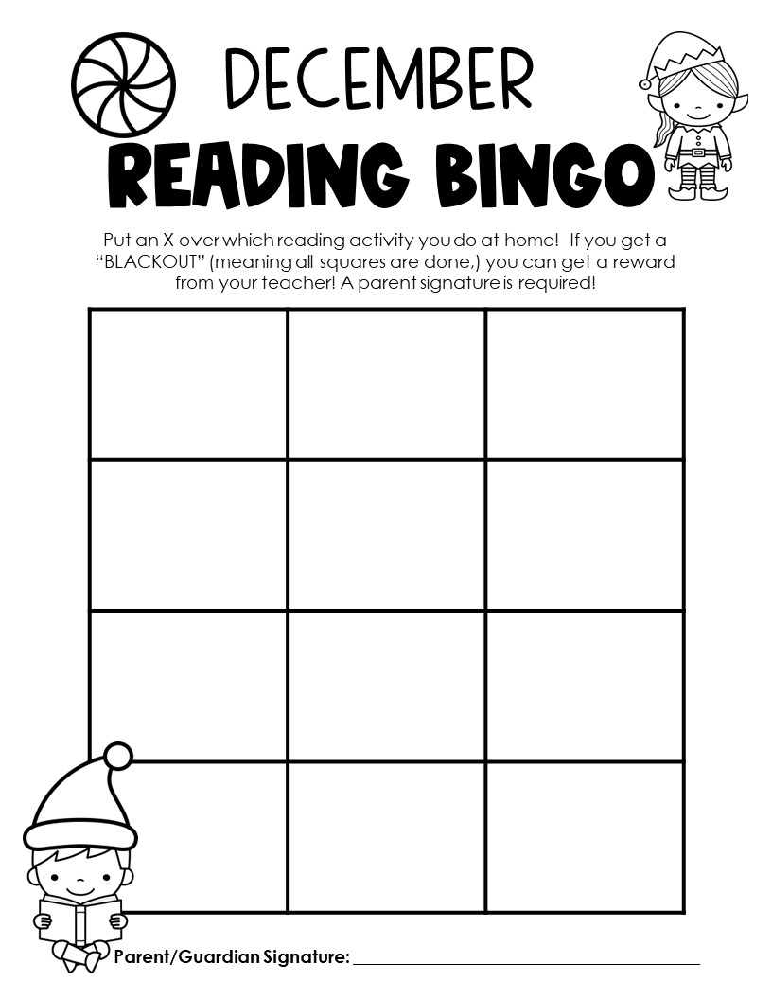 DECEMBER
READING BINGO
Put an X over which reading activity you do at home! If you get a
“BLACKOUT” (meaning all squares are done,) you can get a reward
from your teacher! A parent signature is required!
Parent/Guardian Signature: ___________________________________